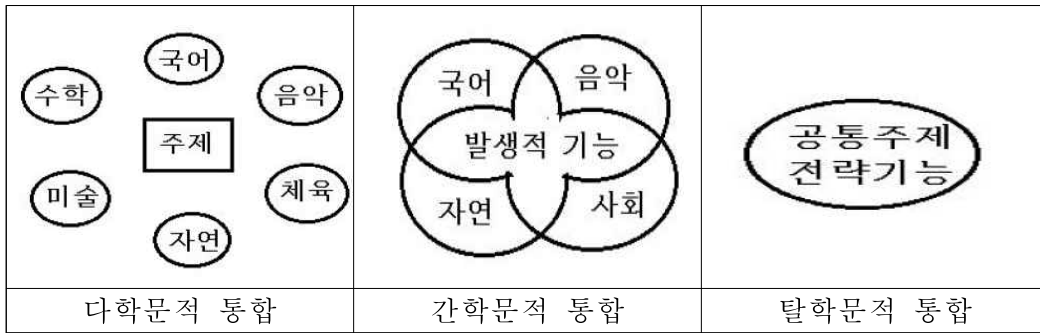 국어
수학
음악
주제
미술
체육
자연
국어
음악
발생적 기능
자연
사회
공통주제
전략기능
다학문적 통합
간학문적 통합
탈학문적 통합